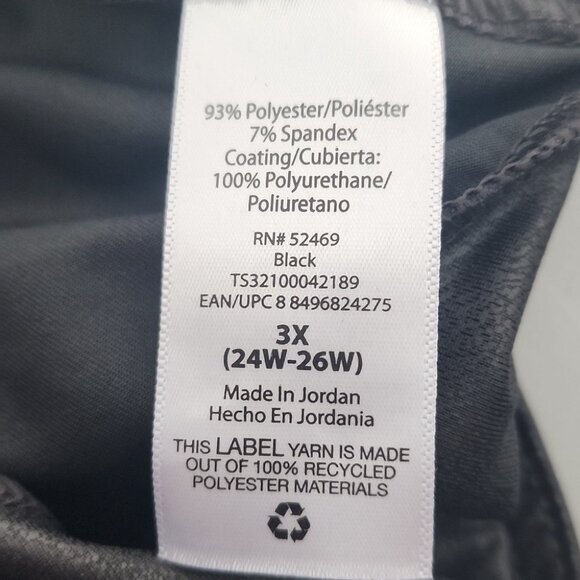 93% Polyester/Poliéster
7% Spandex
Coating/Cubierta:
100% Polyurethane/
Poliuretano
RN# 52469
Black
TS32100042189
EAN/UPC 8 8496824275
3X
(24W-26W)
Made In Jordan
Hecho En Jordania
THIS LABEL YARN IS MADE
OUT OF 100% RECYCLED
POLYESTER MATERIALS